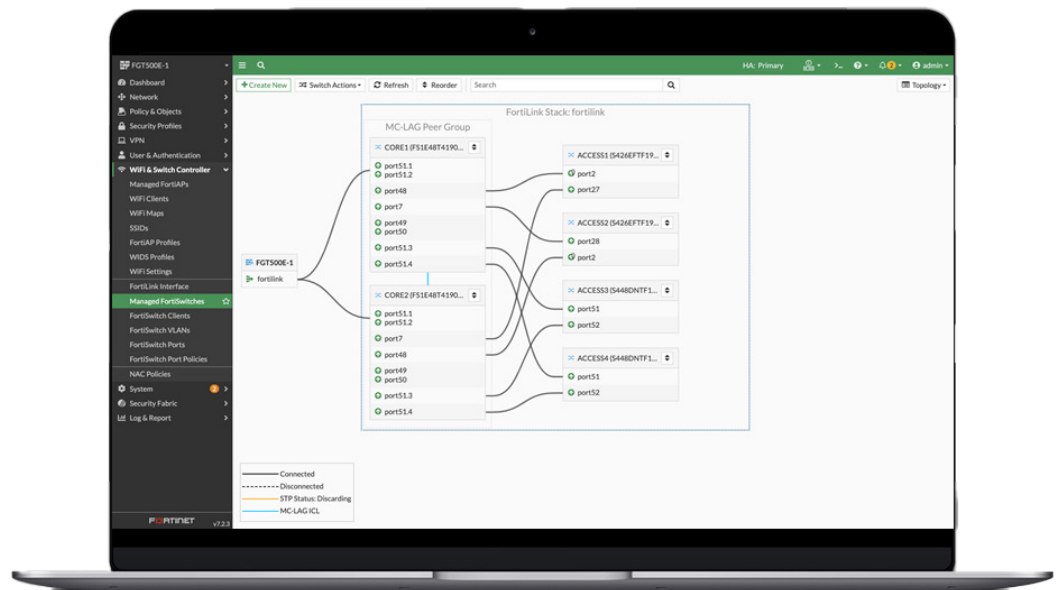 FGT500E-1
HA: Primary
2
admin
Dashboard
Network
Policy & Objects
Security Profiles
VPN
User & Authentication
WiFi & Switch Controller
Managed FortiAPs
WiFi Clients
WiFi Maps
SSIDs
FortiAP Profiles
WIDS Profiles
WiFi Settings
FortiLink Interface
Managed FortiSwitches
FortiSwitch Clients
FortiSwitch VLANs
FortiSwitch Ports
FortiSwitch Port Policies
NAC Policies
System 2
Security Fabric
Log & Report
FORTINET v7.2.3
+Create New Switch Actions Refresh Reorder Search Topology
FortiLink Stack: fortilink
MC-LAG Peer Group
FGT500E-1
fortilink
CORE1 (FS1E48T4190...
port51.1
port51.2
port48
port7
port49
port50
port51.3
port51.4
CORE2 (FS1E48T4190...
port51.1
port51.2
port7
port48
port49
port50
port51.3
port51.4
ACCESS1 (S426EFTF19...
port2
port27
ACCESS2 (S426EFTF19...
port28
port2
ACCESS3 (S448DNTF1...
port51
port52
ACCESS4 (S448DNTF1...
port51
port52
Connected
Disconnected
STP Status: Discarding
MC-LAG ICL